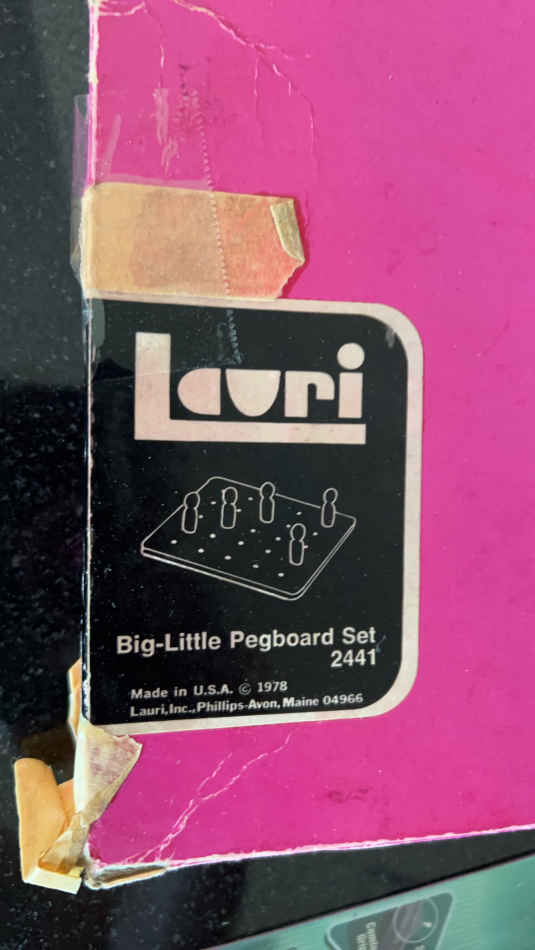 Lauri
Big-Little Pegboard Set
2441
Made in U.S.A. © 1978
Lauri,Inc.,Phillips-Avon, Maine 04966